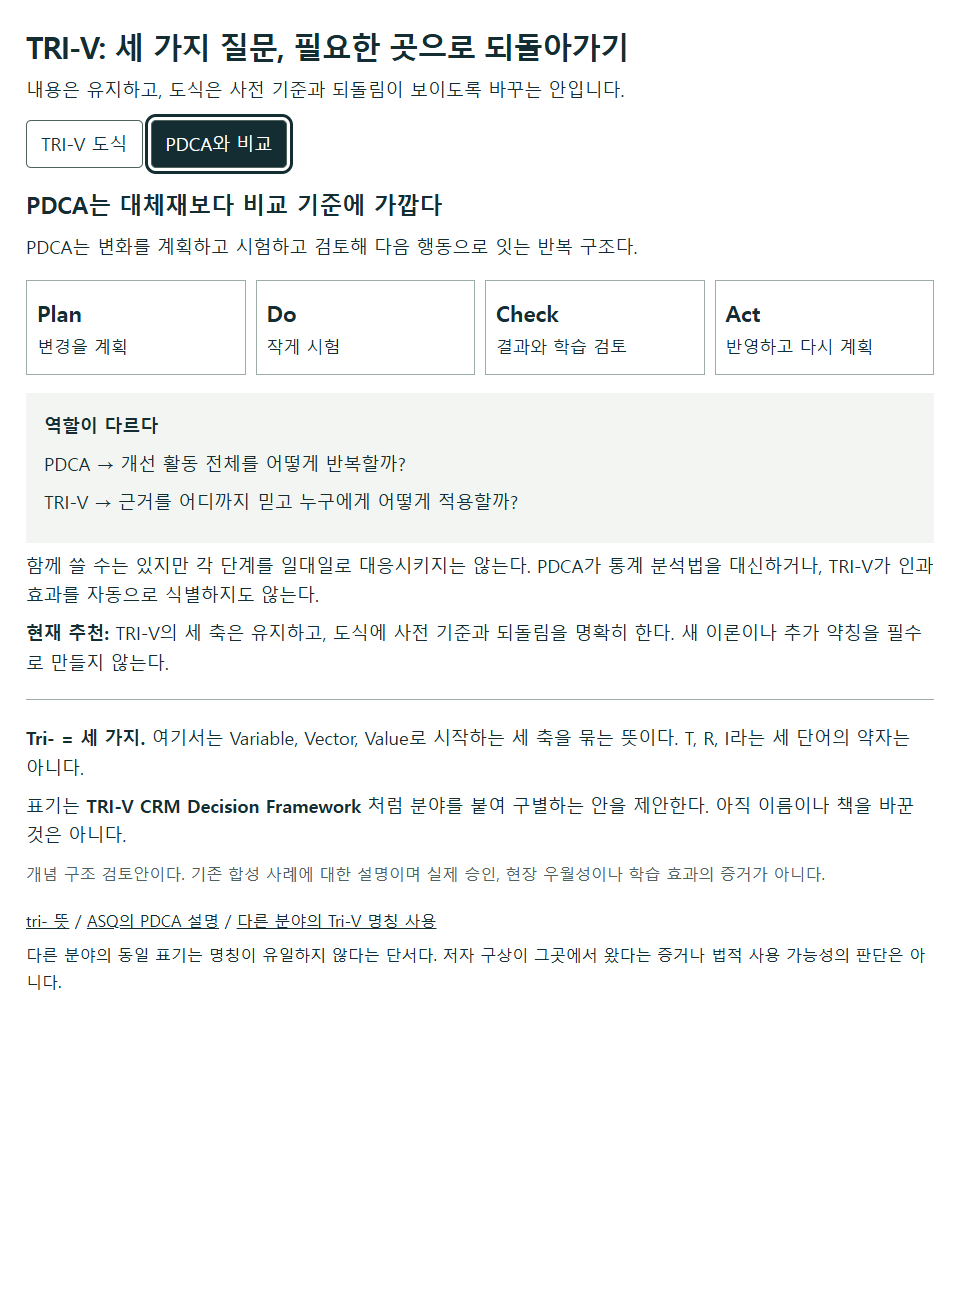 TRI-V: 세 가지 질문, 필요한 곳으로 되돌아가기
내용은 유지하고, 도식은 사전 기준과 되돌림이 보이도록 바꾸는 안입니다.
TRI-V 도식
PDCA와 비교
PDCA는 대체재보다 비교 기준에 가깝다
PDCA는 변화를 계획하고 시험하고 검토해 다음 행동으로 잇는 반복 구조다.
Plan
변경을 계획
Do
작게 시험
Check
결과와 학습 검토
Act
반영하고 다시 계획
역할이 다르다
PDCA → 개선 활동 전체를 어떻게 반복할까?
TRI-V → 근거를 어디까지 믿고 누구에게 어떻게 적용할까?
함께 쓸 수는 있지만 각 단계를 일대일로 대응시키지는 않는다. PDCA가 통계 분석법을 대신하거나, TRI-V가 인과
효과를 자동으로 식별하지도 않는다.
현재 추천: TRI-V의 세 축은 유지하고, 도식에 사전 기준과 되돌림을 명확히 한다. 새 이론이나 추가 약칭을 필수
로 만들지 않는다.
Tri- = 세 가지. 여기서는 Variable, Vector, Value로 시작하는 세 축을 묶는 뜻이다. T, R, I라는 세 단어의 약자는
아니다.
표기는 TRI-V CRM Decision Framework 처럼 분야를 붙여 구별하는 안을 제안한다. 아직 이름이나 책을 바꾼
것은 아니다.
개념 구조 검토안이다. 기존 합성 사례에 대한 설명이며 실제 승인, 현장 우월성이나 학습 효과의 증거가 아니다.
tri- 뜻 / ASQ의 PDCA 설명 / 다른 분야의 Tri-V 명칭 사용
다른 분야의 동일 표기는 명칭이 유일하지 않다는 단서다. 저자 구상이 그곳에서 왔다는 증거나 법적 사용 가능성의 판단은 아
니다.